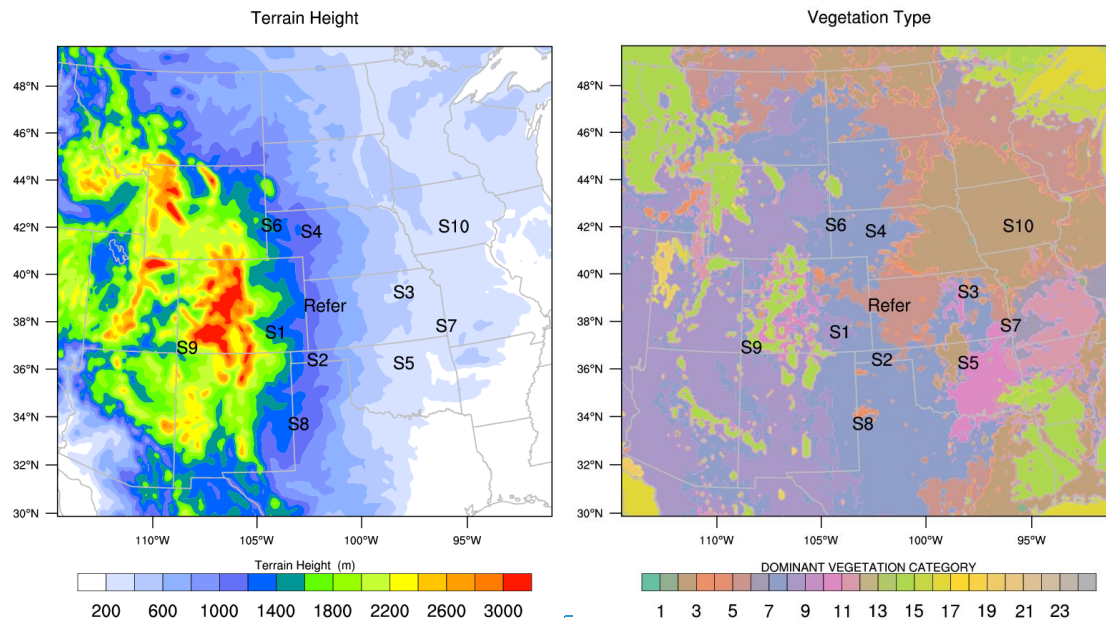 Terrain Height
48°N
46°N
44°N
42°N
40°N
38°N
36°N
34°N
32°N
30°N
S6
S4
S10
S3
Refer
S1
S7
S9
S2
S5
S8
110°W
105°W
100°W
95°W
Terrain Height (m)
200 600 1000 1400 1800 2200 2600 3000
Vegetation Type
48°N
46°N
44°N
42°N
40°N
38°N
36°N
34°N
32°N
30°N
S6
S4
S10
S3
Refer
S1
S7
S9
S2
S5
S8
110°W
105°W
100°W
95°W
DOMINANT VEGETATION CATEGORY
1 3 5 7 9 11 13 15 17 19 21 23